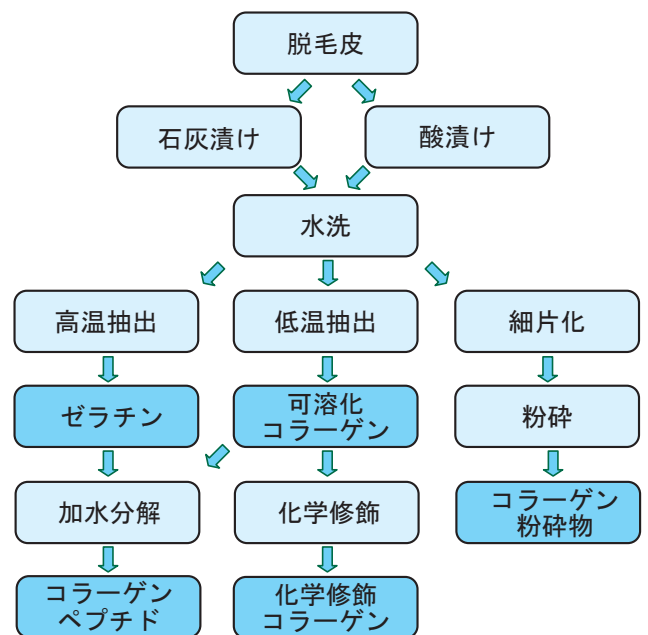 脱毛皮
石灰漬け
酸漬け
水洗
高温抽出
低温抽出
細片化
ゼラチン
可溶化
コラーゲン
粉砕
加水分解
化学修飾
コラーゲン
粉砕物
コラーゲン
ペプチド
化学修飾
コラーゲン